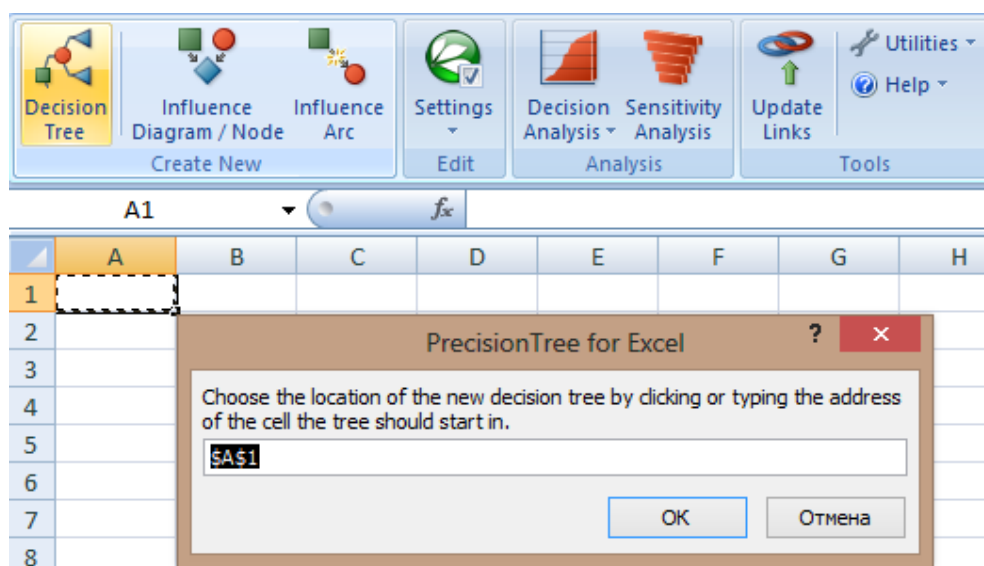 Decision Tree
Influence Diagram / Node
Influence Arc
Create New
Settings
Edit
Decision Analysis
Sensitivity Analysis
Analysis
Update Links
Utilities
Help
Tools
A1
fx
A B C D E F G H
1
2
3
4
5
6
7
8
PrecisionTree for Excel ? ×
Choose the location of the new decision tree by clicking or typing the address
of the cell the tree should start in.
$A$1
OK Отмена